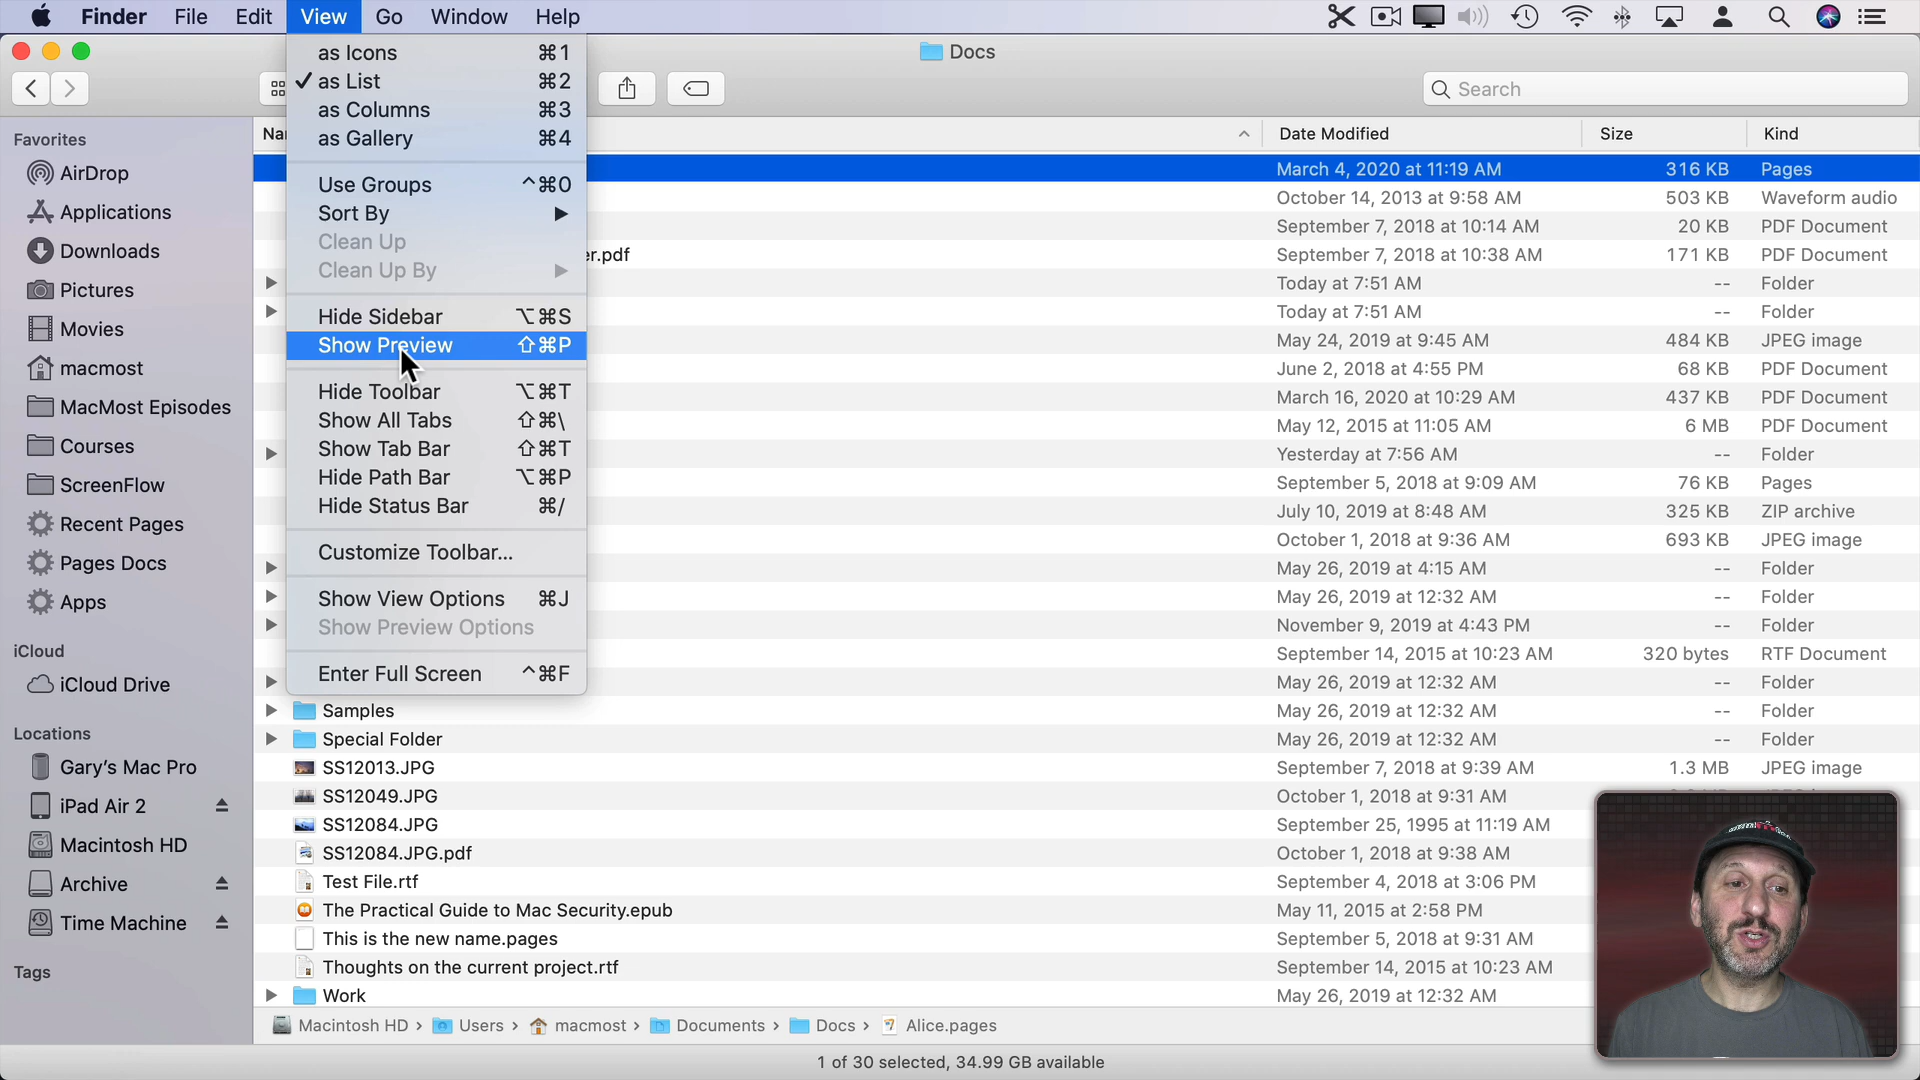 Finder File Edit View Go Window Help
Docs
Search
as Icons ⌘1
✓ as List ⌘2
as Columns ⌘3
as Gallery ⌘4
Use Groups ^⌘0
Sort By ▶
Clean Up
Clean Up By ▶
Hide Sidebar ⌥⌘S
Show Preview ⇧⌘P
Hide Toolbar ⌥⌘T
Show All Tabs ⇧⌘\
Show Tab Bar ⇧⌘T
Hide Path Bar ⌥⌘P
Hide Status Bar ⌘/
Customize Toolbar...
Show View Options ⌘J
Show Preview Options
Enter Full Screen ^⌘F
Favorites
AirDrop
Applications
Downloads
Pictures
Movies
macmost
MacMost Episodes
Courses
ScreenFlow
Recent Pages
Pages Docs
Apps
iCloud
iCloud Drive
Locations
Gary's Mac Pro
iPad Air 2
Macintosh HD
Archive
Time Machine
Tags
Na Date Modified Size Kind
March 4, 2020 at 11:19 AM 316 KB Pages
October 14, 2013 at 9:58 AM 503 KB Waveform audio
September 7, 2018 at 10:14 AM 20 KB PDF Document
er.pdf September 7, 2018 at 10:38 AM 171 KB PDF Document
Today at 7:51 AM -- Folder
Today at 7:51 AM -- Folder
May 24, 2019 at 9:45 AM 484 KB JPEG image
June 2, 2018 at 4:55 PM 68 KB PDF Document
March 16, 2020 at 10:29 AM 437 KB PDF Document
May 12, 2015 at 11:05 AM 6 MB PDF Document
Yesterday at 7:56 AM -- Folder
September 5, 2018 at 9:09 AM 76 KB Pages
July 10, 2019 at 8:48 AM 325 KB ZIP archive
October 1, 2018 at 9:36 AM 693 KB JPEG image
May 26, 2019 at 4:15 AM -- Folder
May 26, 2019 at 12:32 AM -- Folder
November 9, 2019 at 4:43 PM -- Folder
September 14, 2015 at 10:23 AM 320 bytes RTF Document
May 26, 2019 at 12:32 AM -- Folder
Samples May 26, 2019 at 12:32 AM -- Folder
Special Folder May 26, 2019 at 12:32 AM -- Folder
SS12013.JPG September 7, 2018 at 9:39 AM 1.3 MB JPEG image
SS12049.JPG October 1, 2018 at 9:31 AM
SS12084.JPG September 25, 1995 at 11:19 AM
SS12084.JPG.pdf October 1, 2018 at 9:38 AM
Test File.rtf September 4, 2018 at 3:06 PM
The Practical Guide to Mac Security.epub May 11, 2015 at 2:58 PM
This is the new name.pages September 5, 2018 at 9:31 AM
Thoughts on the current project.rtf September 14, 2015 at 10:23 AM
Work May 26, 2019 at 12:32 AM
Macintosh HD › Users › macmost › Documents › Docs › Alice.pages
1 of 30 selected, 34.99 GB available